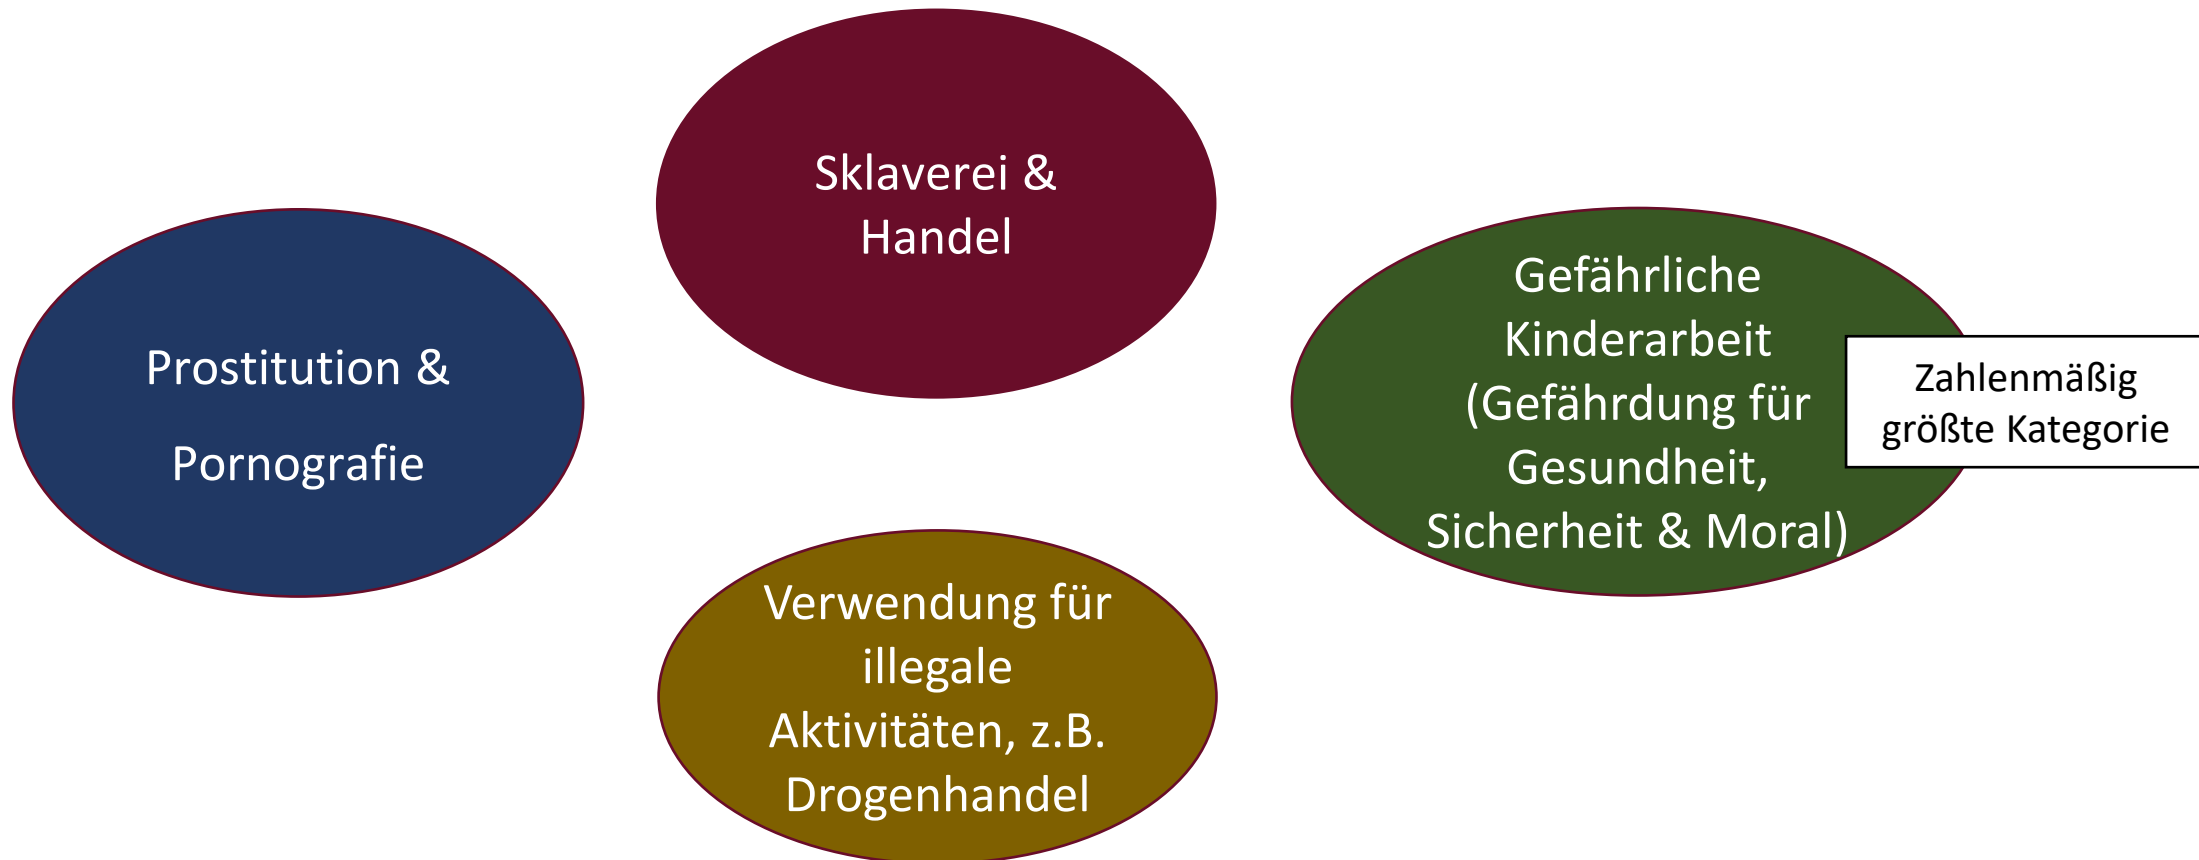 Sklaverei &
Handel
Prostitution &
Pornografie
Gefährliche
Kinderarbeit
(Gefährdung für
Gesundheit,
Sicherheit & Moral)
Zahlenmäßig
größte Kategorie
Verwendung für
illegale
Aktivitäten, z.B.
Drogenhandel